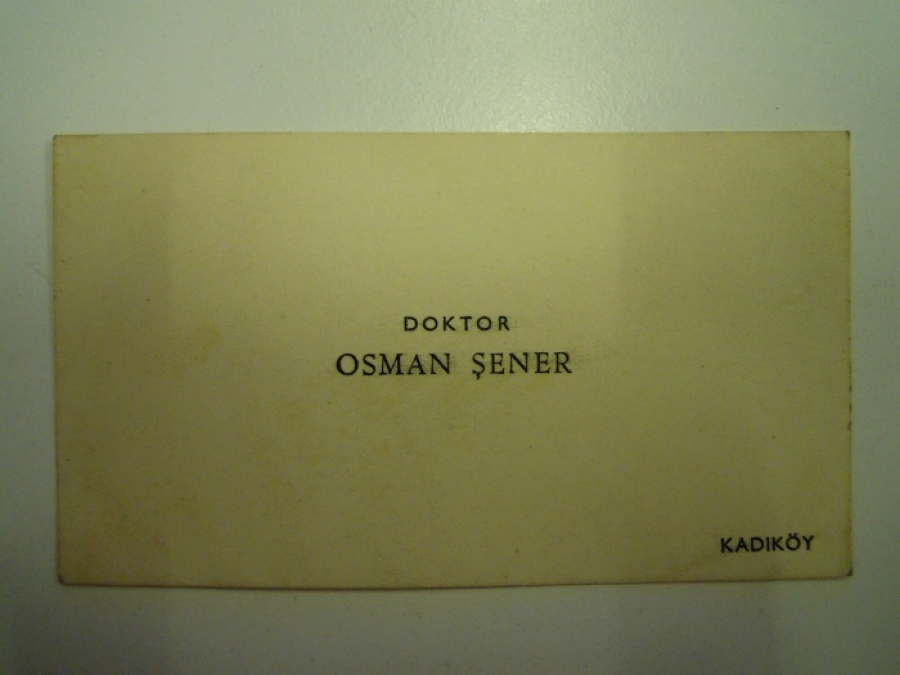 DOKTOR
OSMAN ŞENER
KADIKÖY